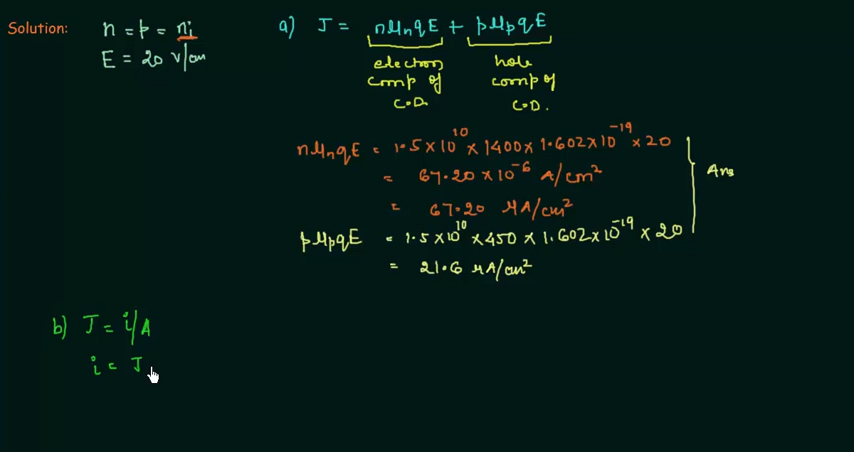 Solution:
n = p = ni
E = 20 V/cm
a) J = nμnqE + pμpqE
electron comp of C.D.
hole comp of C.D.
nμnqE = 1.5×10^10 × 1400 × 1.602×10^-19 × 20
= 67.20 × 10^-6 A/cm²
= 67.20 μA/cm²
pμpqE = 1.5×10^10 × 450 × 1.602×10^-19 × 20
= 21.6 μA/cm²
Ans
b) J = i/A
i = J